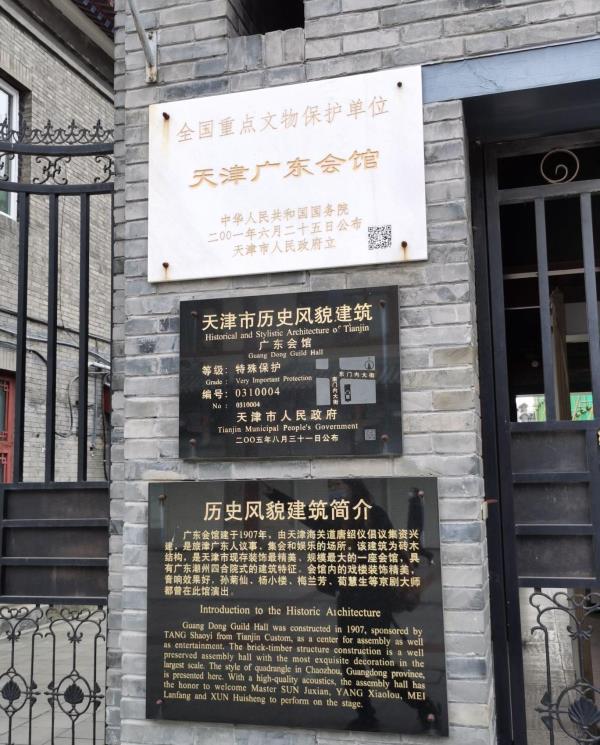 全国重点文物保护单位
天津广东会馆
中华人民共和国国务院
二〇〇一年六月二十五日公布
天津市人民政府立
天津市历史风貌建筑
Historical and Stylistic Architecture of Tianjin
广东会馆
Guang Dong Guild Hall
等级：特殊保护
Grade : Very Important Protection
编号：0310004
No : 0310004
东门内大街
天津市人民政府
Tianjin Municipal People's Government
二〇〇五年八月三十一日公布
历史风貌建筑简介
广东会馆建于1907年，由天津海关道唐绍仪倡议集资兴
建，是旅津广东人议事、集会和娱乐的场所。该建筑为砖木
结构，是天津市现存装饰最精美、规模最大的一座会馆，具
有广东潮州四合院式的建筑特征。会馆内的戏楼装饰精美，
音响效果好，孙菊仙、杨小楼、梅兰芳、荀慧生等京剧大师
都曾在此馆演出。
Introduction to the Historic Architecture
Guang Dong Guild Hall was constructed in 1907, sponsored by
TANG Shaoyi from Tianjin Custom, as a center for assembly as well
as entertainment. The brick-timber structure construction is a well
preserved assembly hall with the most exquisite decoration in the
largest scale. The style of quadrangle in Chaozhou, Guangdong province,
is presented here. With a high-quality acoustics, the assembly hall has
the honor to welcome Master SUN Juxian, YANG Xiaolou, MEI
Lanfang and XUN Huisheng to perform on the stage.